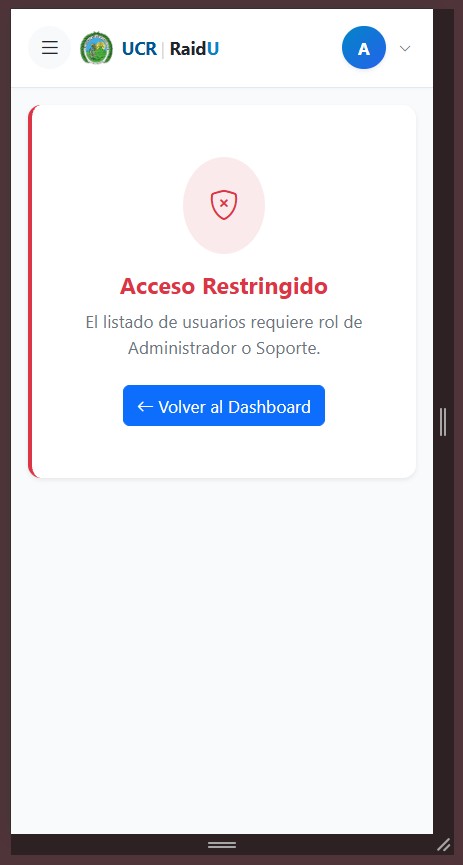 UCR | RaidU
A
Acceso Restringido
El listado de usuarios requiere rol de
Administrador o Soporte.
← Volver al Dashboard